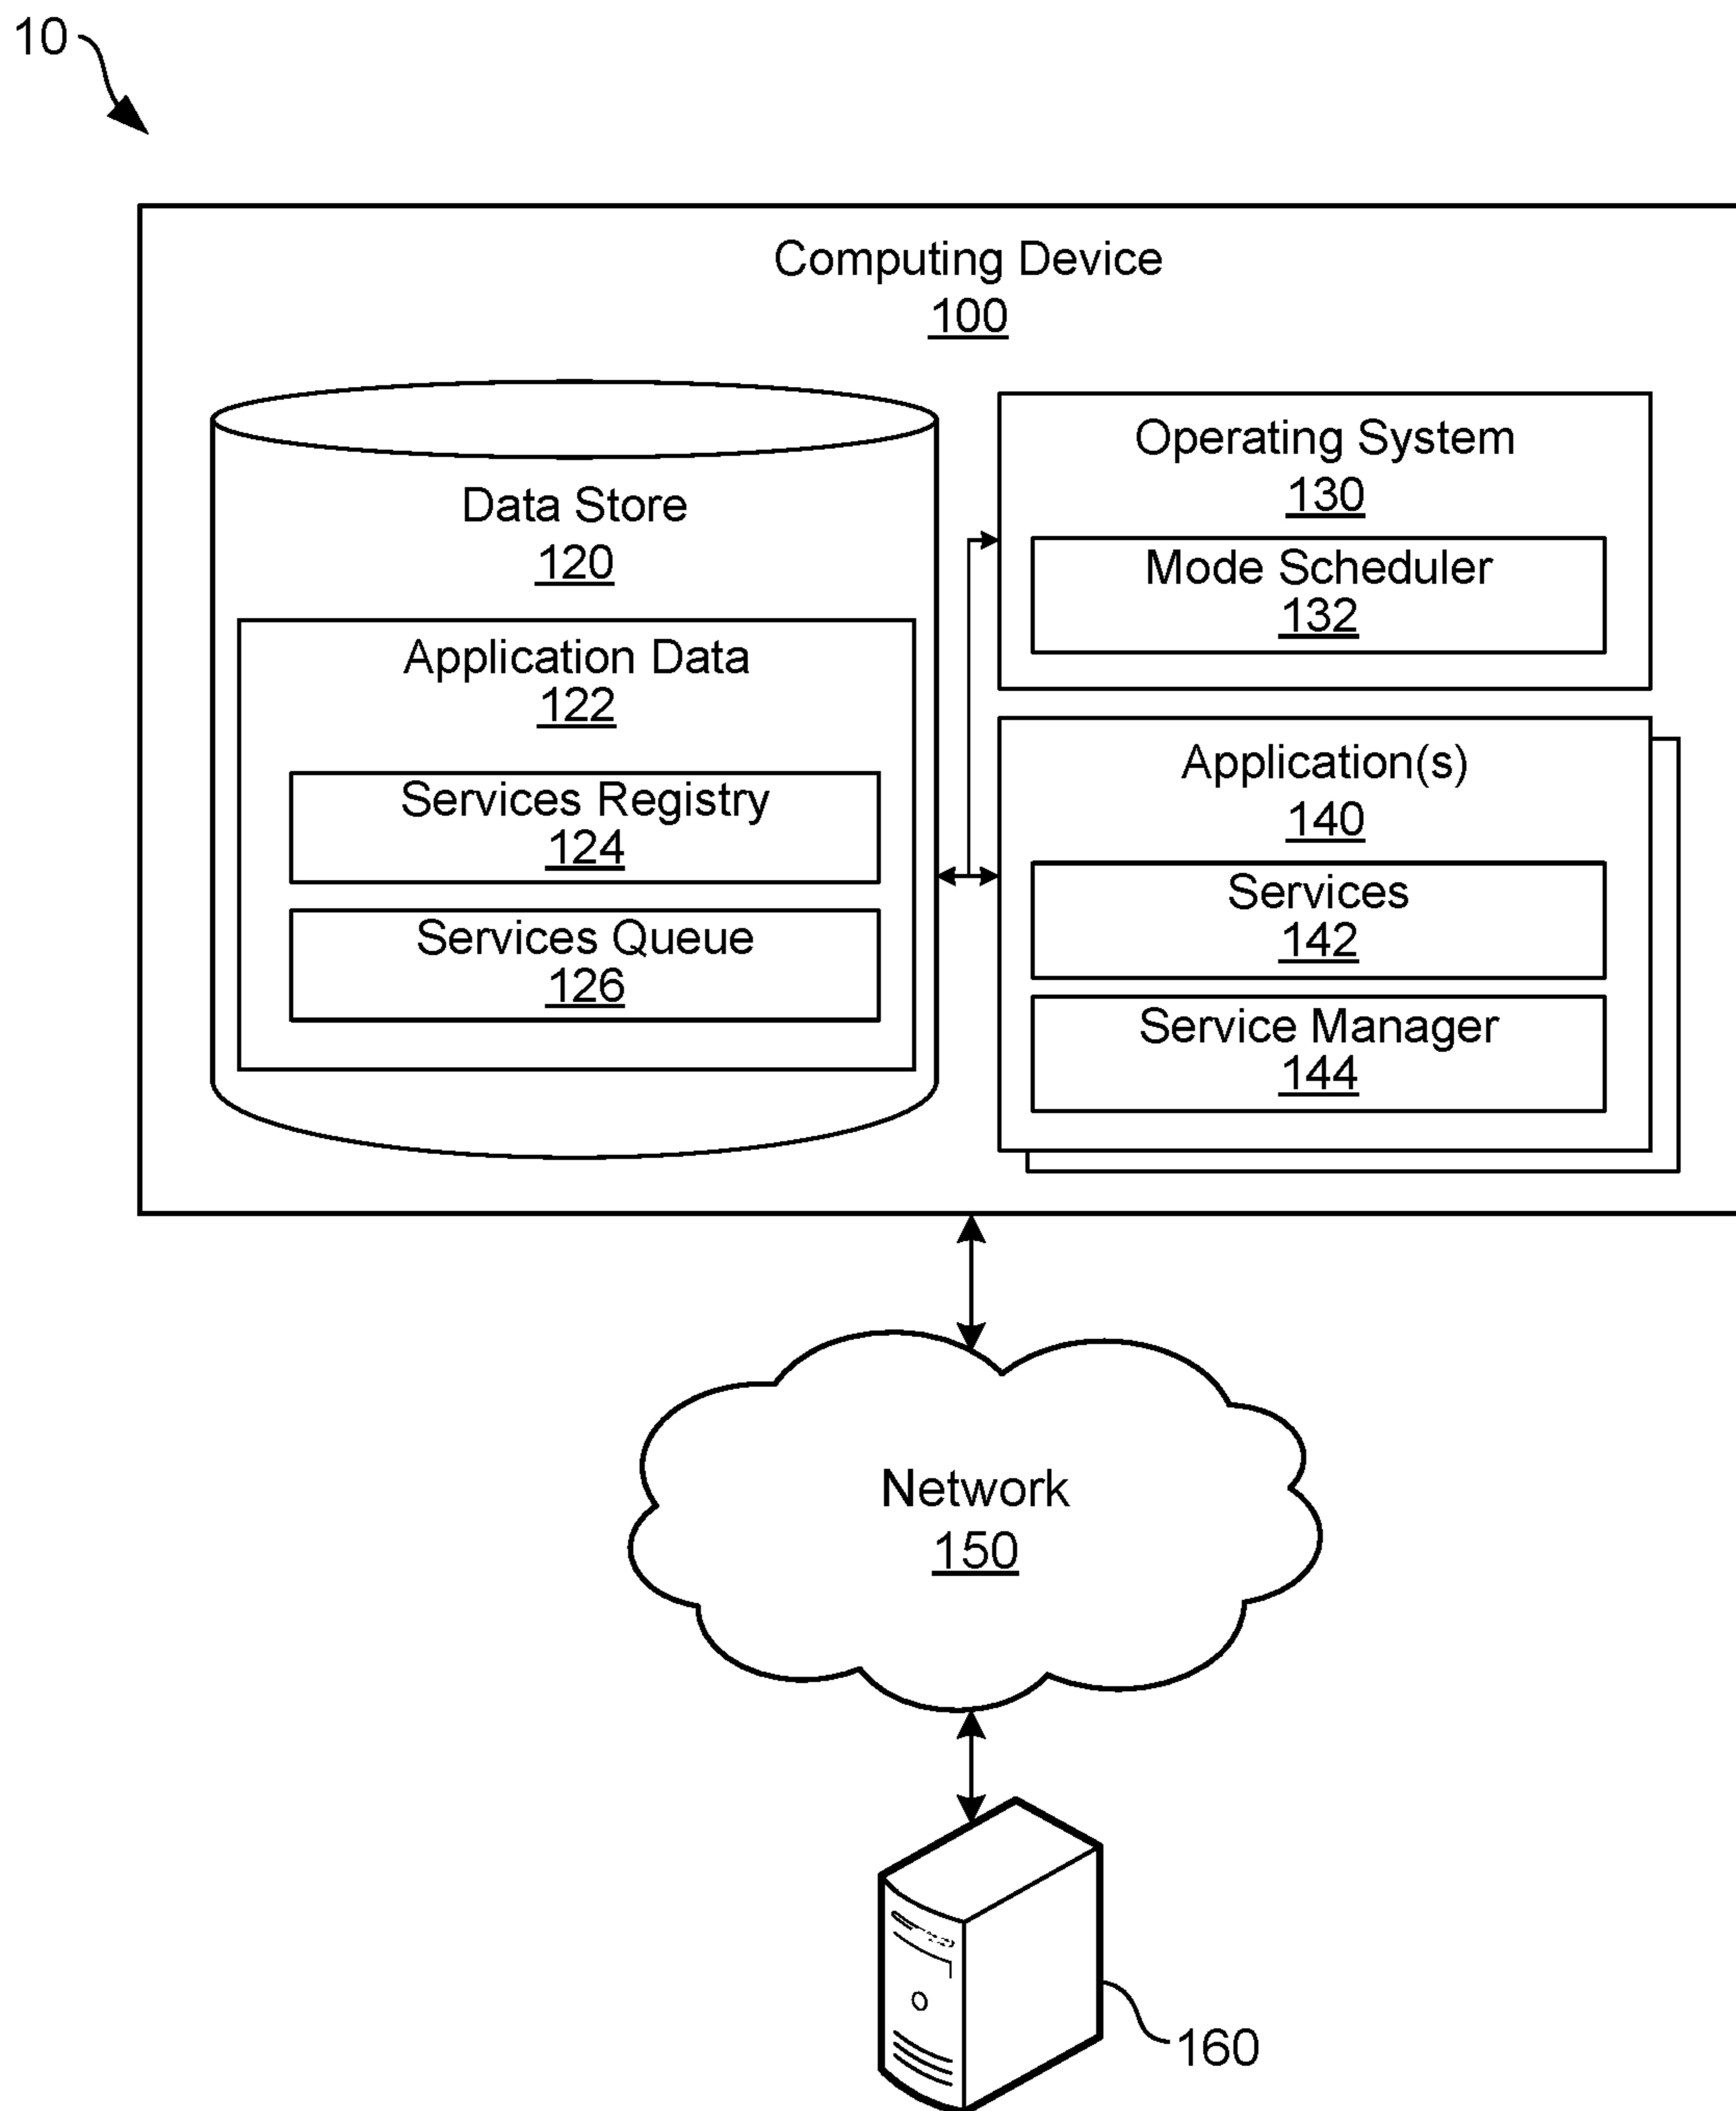 10
Computing Device
100
Data Store
120
Application Data
122
Services Registry
124
Services Queue
126
Operating System
130
Mode Scheduler
132
Application(s)
140
Services
142
Service Manager
144
Network
150
160